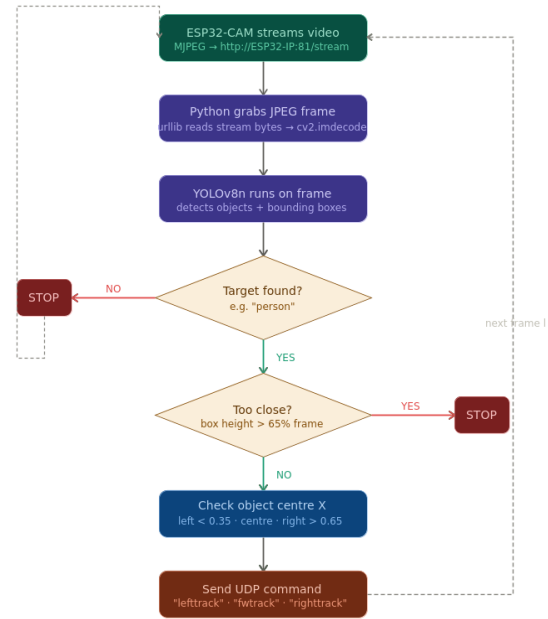 ESP32-CAM streams video
MJPEG → http://ESP32-IP:81/stream
Python grabs JPEG frame
urllib reads stream bytes → cv2.imdecode
YOLOv8n runs on frame
detects objects + bounding boxes
Target found?
e.g. "person"
NO
STOP
YES
next frame l
Too close?
box height > 65% frame
YES
STOP
NO
Check object centre X
left < 0.35 · centre · right > 0.65
Send UDP command
"lefttrack" · "fwtrack" · "righttrack"